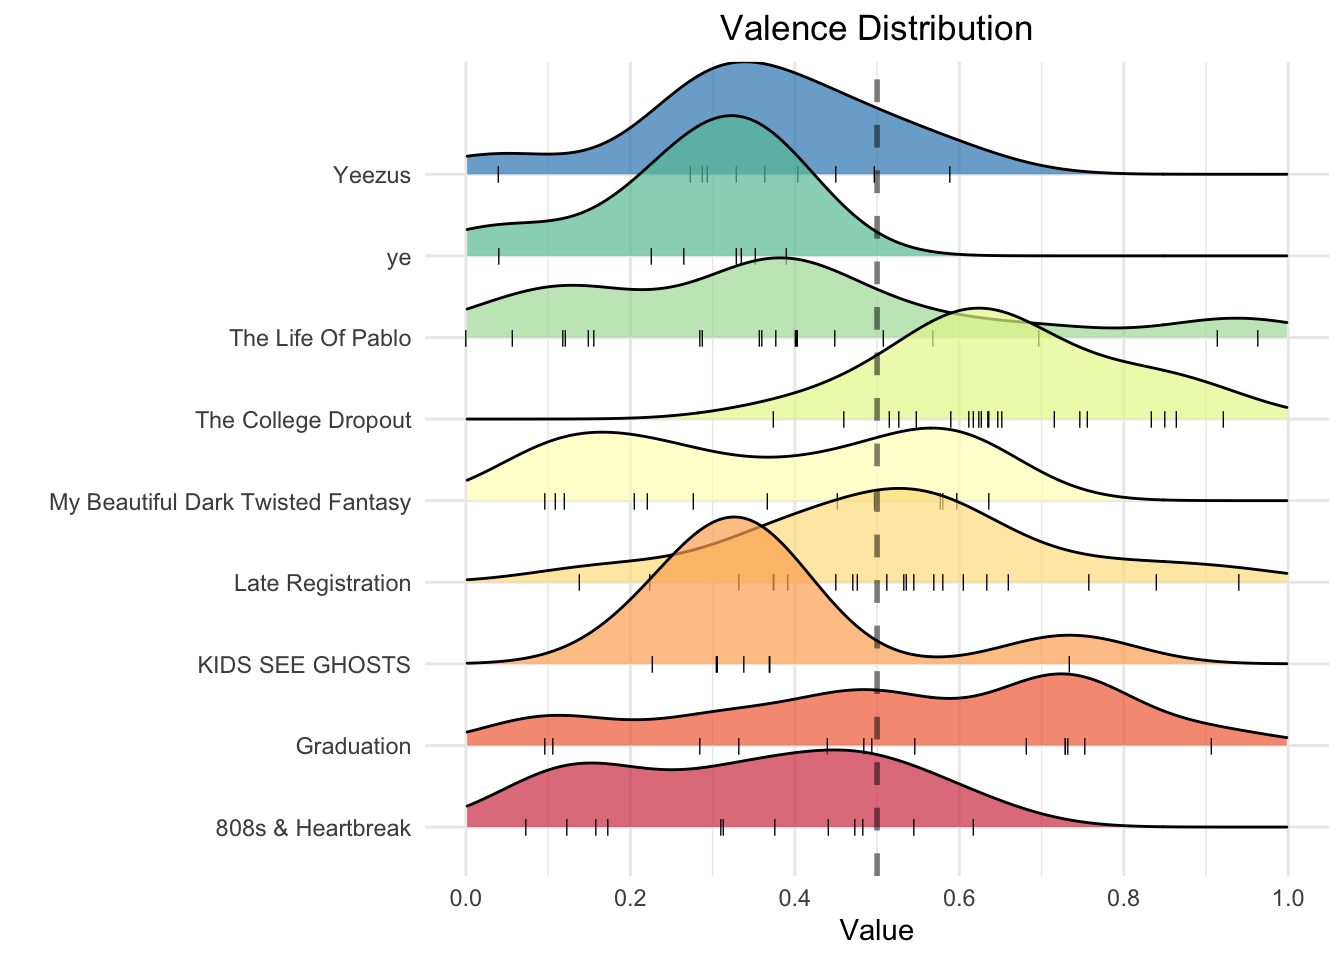 Valence Distribution
Yeezus
ye
The Life Of Pablo
The College Dropout
My Beautiful Dark Twisted Fantasy
Late Registration
KIDS SEE GHOSTS
Graduation
808s & Heartbreak
0.0 0.2 0.4 0.6 0.8 1.0
Value